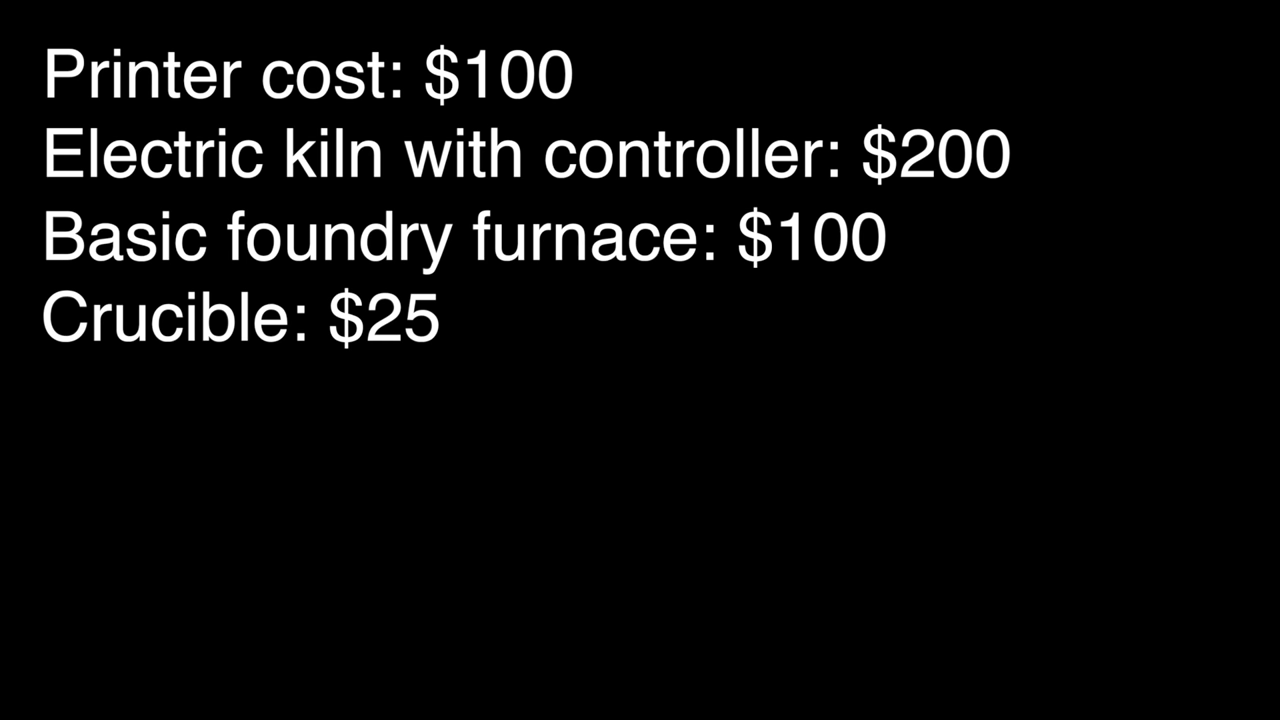 Printer cost: $100
Electric kiln with controller: $200
Basic foundry furnace: $100
Crucible: $25